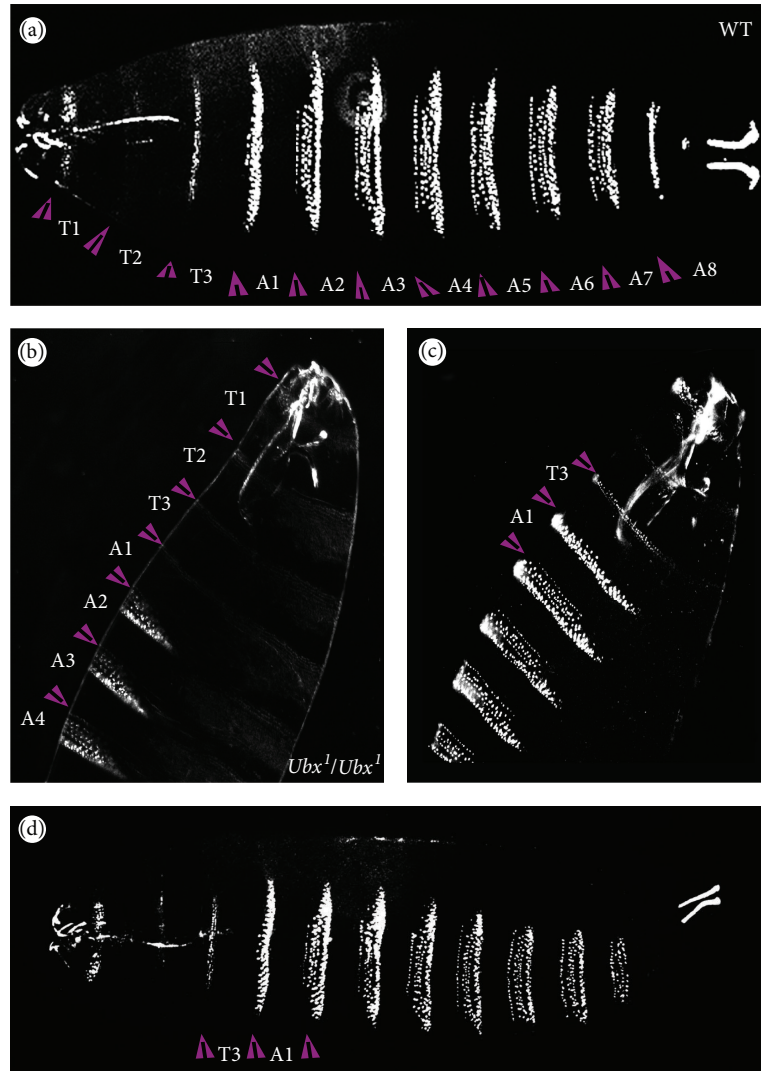 (a)
WT
T1
T2
T3
A1
A2
A3
A4
A5
A6
A7
A8
(b)
T1
T2
T3
A1
A2
A3
A4
Ubx¹/Ubx¹
(c)
T3
A1
(d)
T3
A1